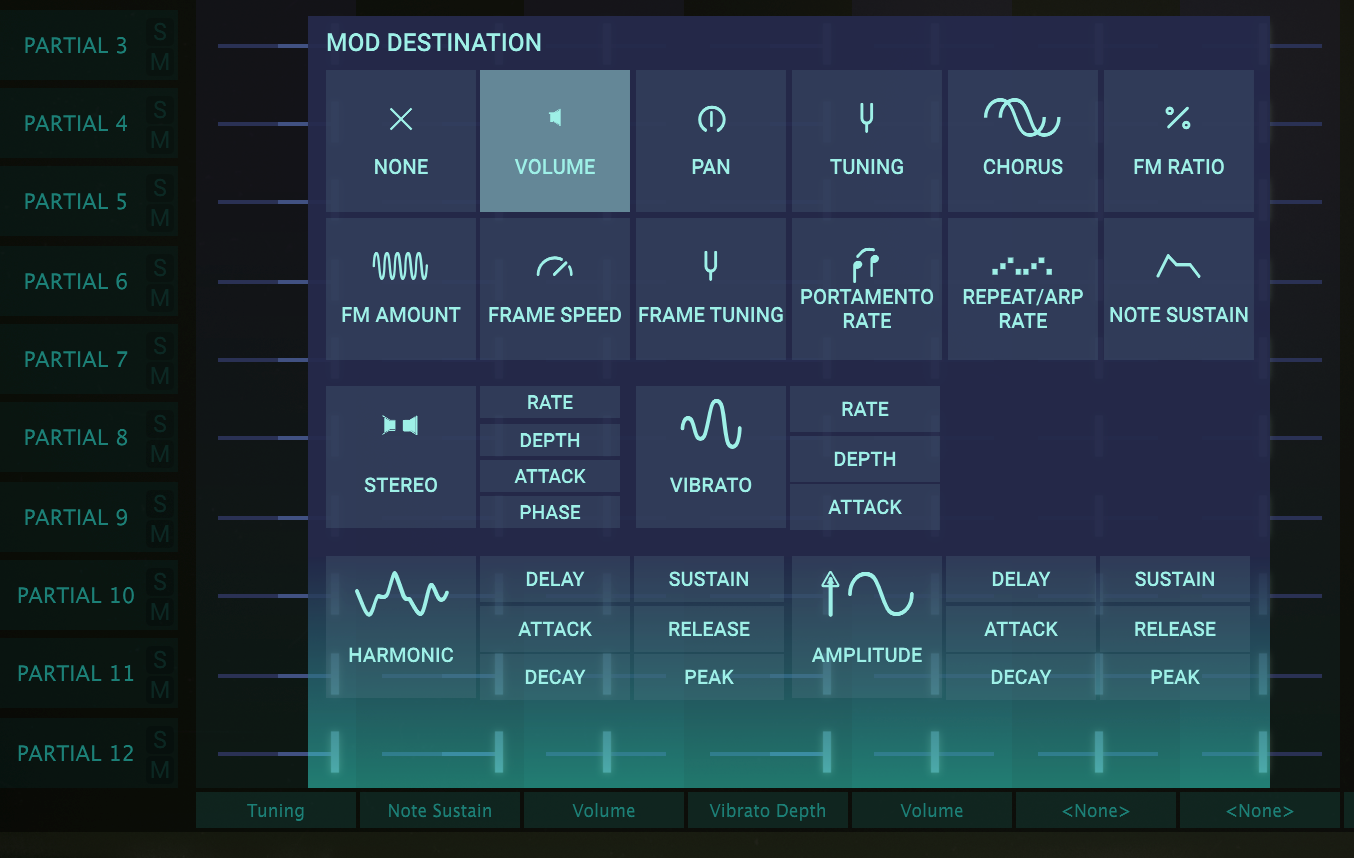 MOD DESTINATION
NONE
VOLUME
PAN
TUNING
CHORUS
FM RATIO
FM AMOUNT
FRAME SPEED
FRAME TUNING
PORTAMENTO
RATE
REPEAT/ARP
RATE
NOTE SUSTAIN
STEREO
RATE
DEPTH
ATTACK
PHASE
VIBRATO
RATE
DEPTH
ATTACK
HARMONIC
DELAY
SUSTAIN
ATTACK
RELEASE
DECAY
PEAK
AMPLITUDE
DELAY
SUSTAIN
ATTACK
RELEASE
DECAY
PEAK
PARTIAL 3
S
M
PARTIAL 4
S
M
PARTIAL 5
S
M
PARTIAL 6
S
M
PARTIAL 7
S
M
PARTIAL 8
S
M
PARTIAL 9
S
M
PARTIAL 10
S
M
PARTIAL 11
S
M
PARTIAL 12
S
M
Tuning
Note Sustain
Volume
Vibrato Depth
Volume
<None>
<None>